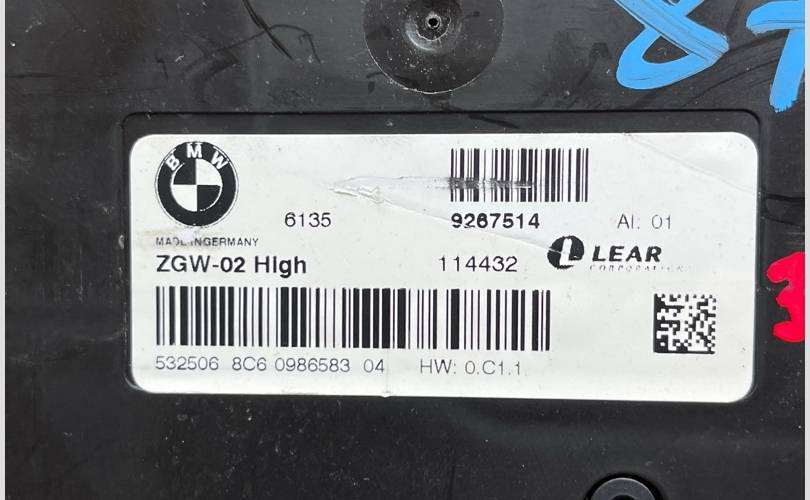 BMW
6135 9267514 AI: 01
MADE IN GERMANY
ZGW-02 High 114432 LEAR
CORPORATION
532506 8C6 0986583 04 HW: 0.C1.1